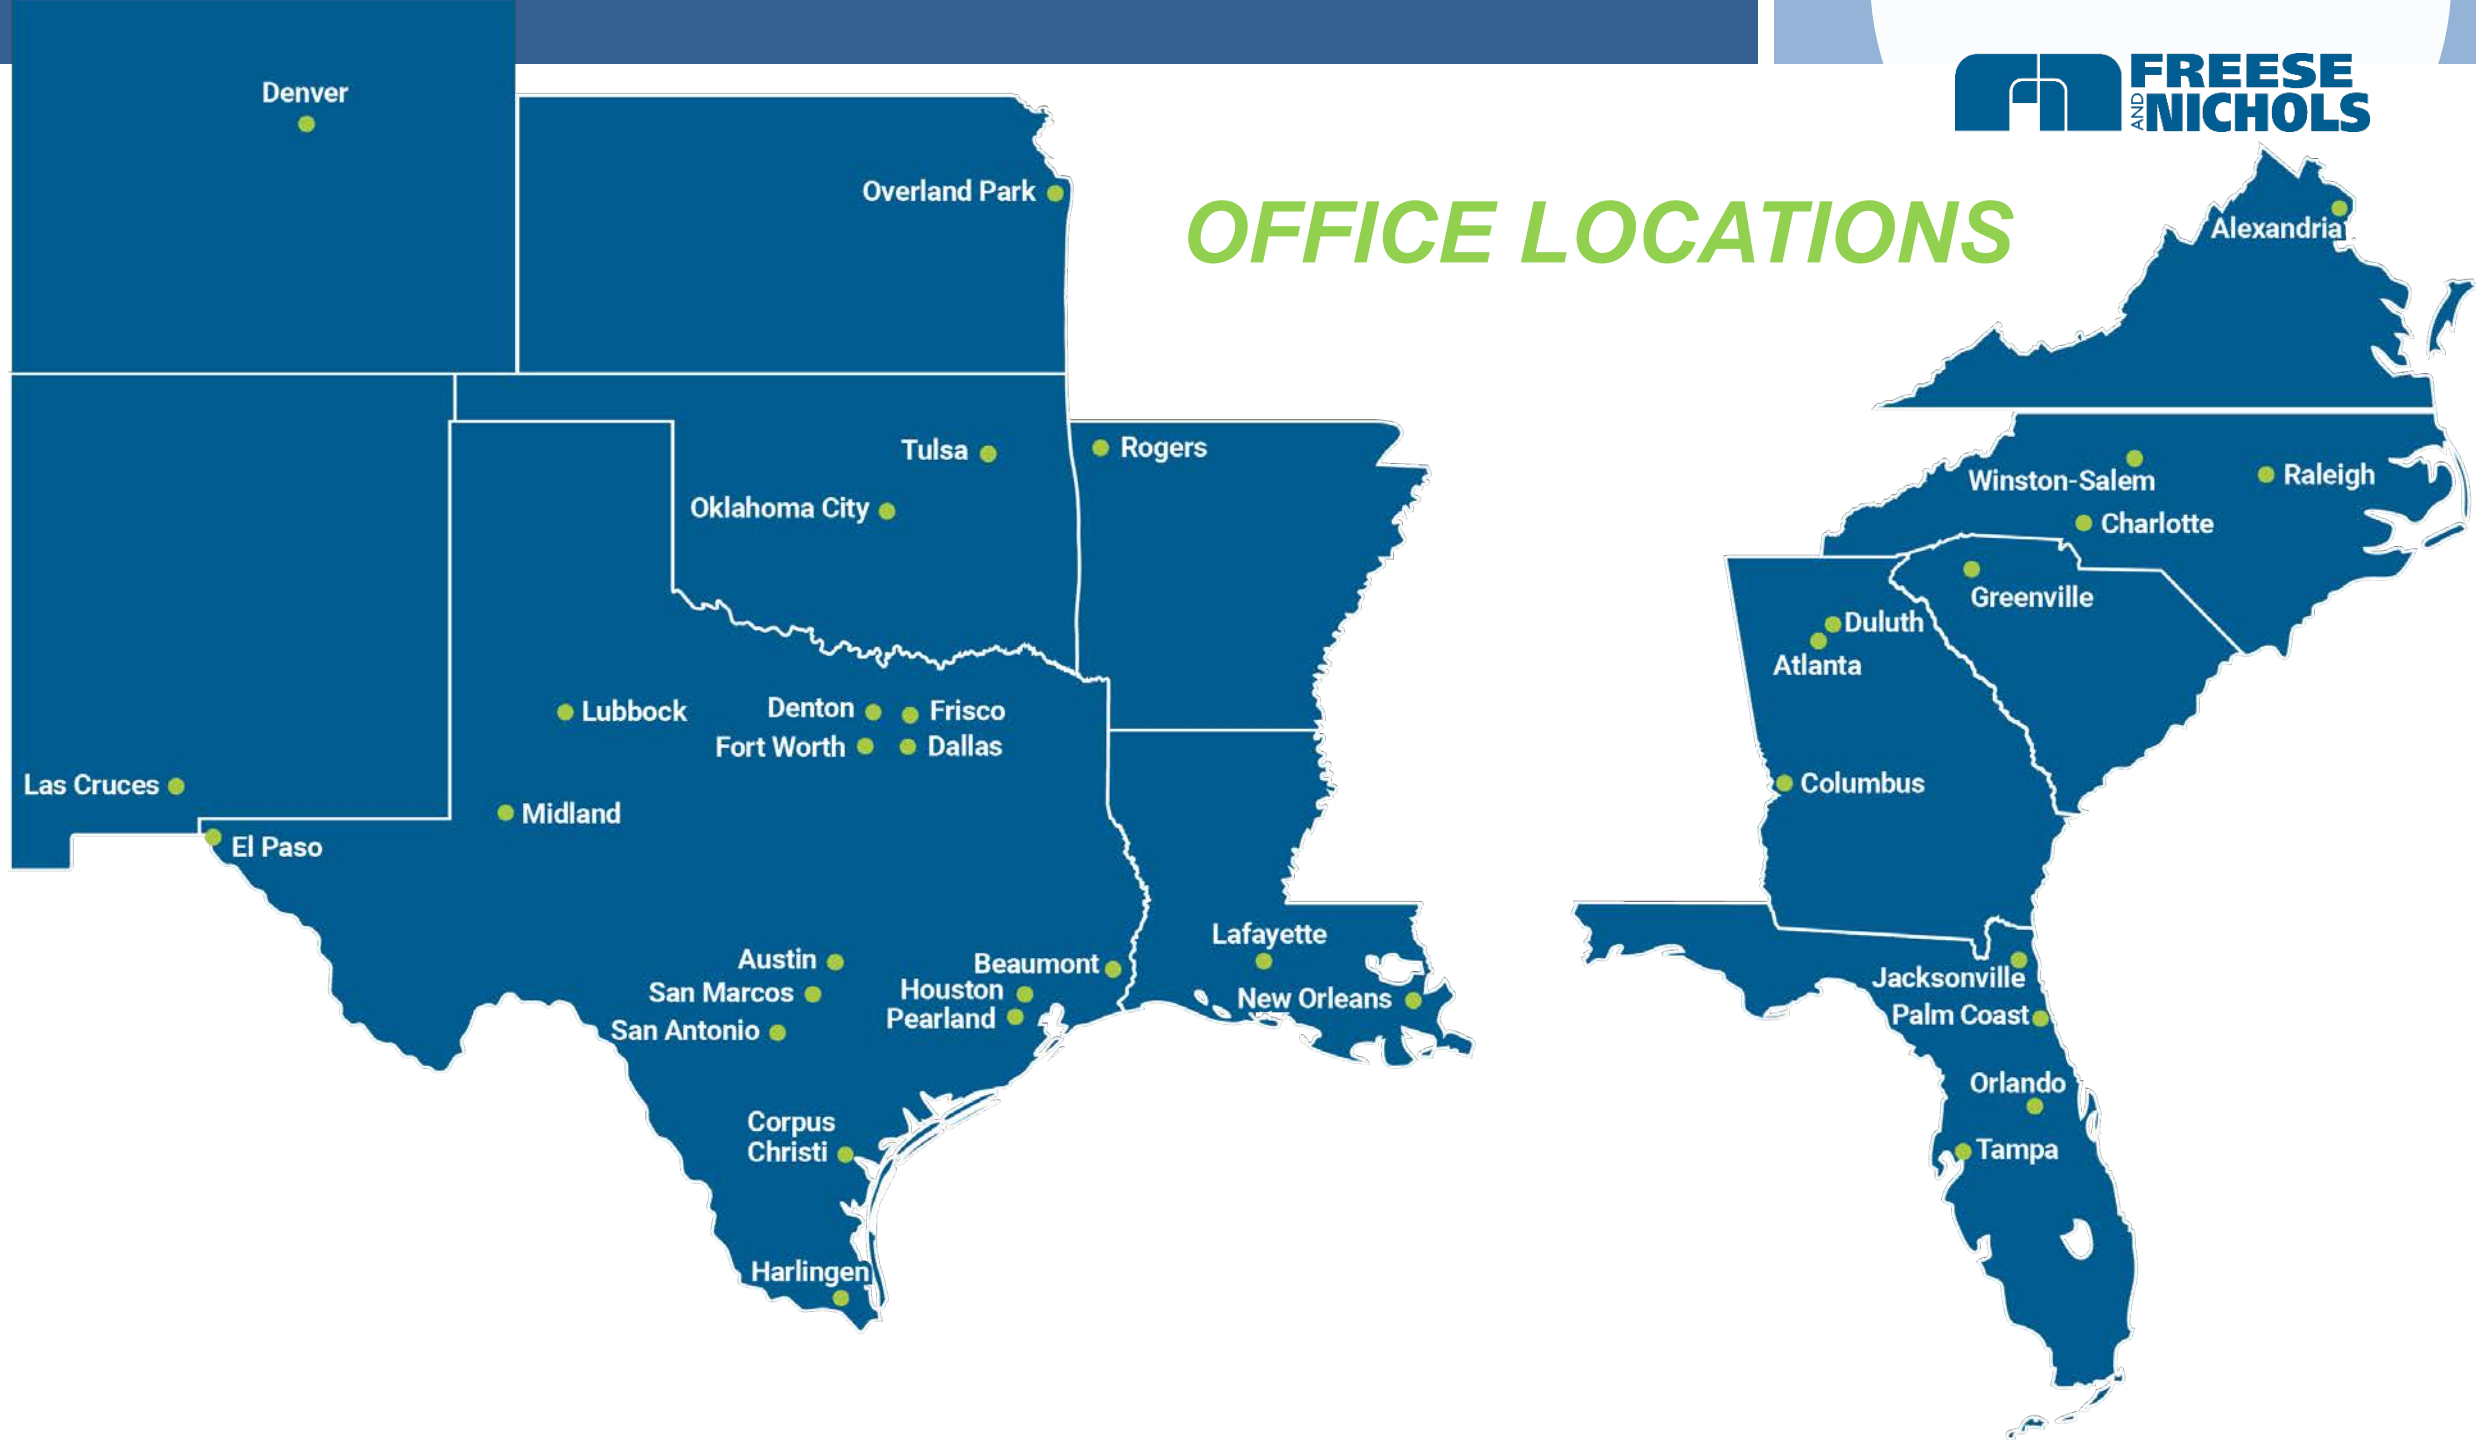 FREESE
AND
NICHOLS
OFFICE LOCATIONS
Denver
Overland Park
Alexandria
Tulsa
Rogers
Oklahoma City
Winston-Salem
Raleigh
Charlotte
Greenville
Duluth
Atlanta
Lubbock
Denton
Frisco
Fort Worth
Dallas
Las Cruces
Midland
El Paso
Columbus
Austin
San Marcos
San Antonio
Beaumont
Houston
Pearland
Lafayette
New Orleans
Jacksonville
Palm Coast
Orlando
Tampa
Corpus
Christi
Harlingen